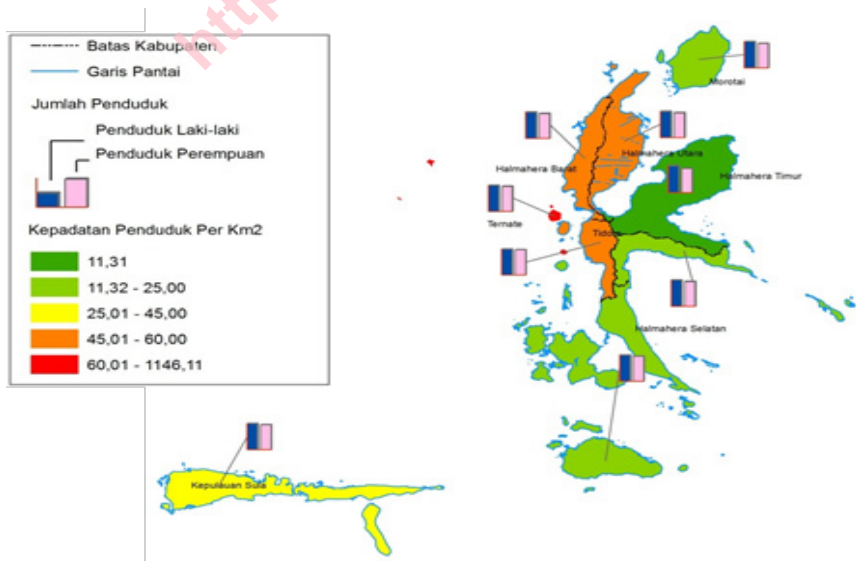 http
Batas Kabupaten
Garis Pantai
Jumlah Penduduk
Penduduk Laki-laki
Penduduk Perempuan
Kepadatan Penduduk Per Km2
11,31
11,32 - 25,00
25,01 - 45,00
45,01 - 60,00
60,01 - 1146,11
Morotai
Halmahera Utara
Halmahera Barat
Halmahera Timur
Ternate
Halmahera Selatan
Kepulauan Sula